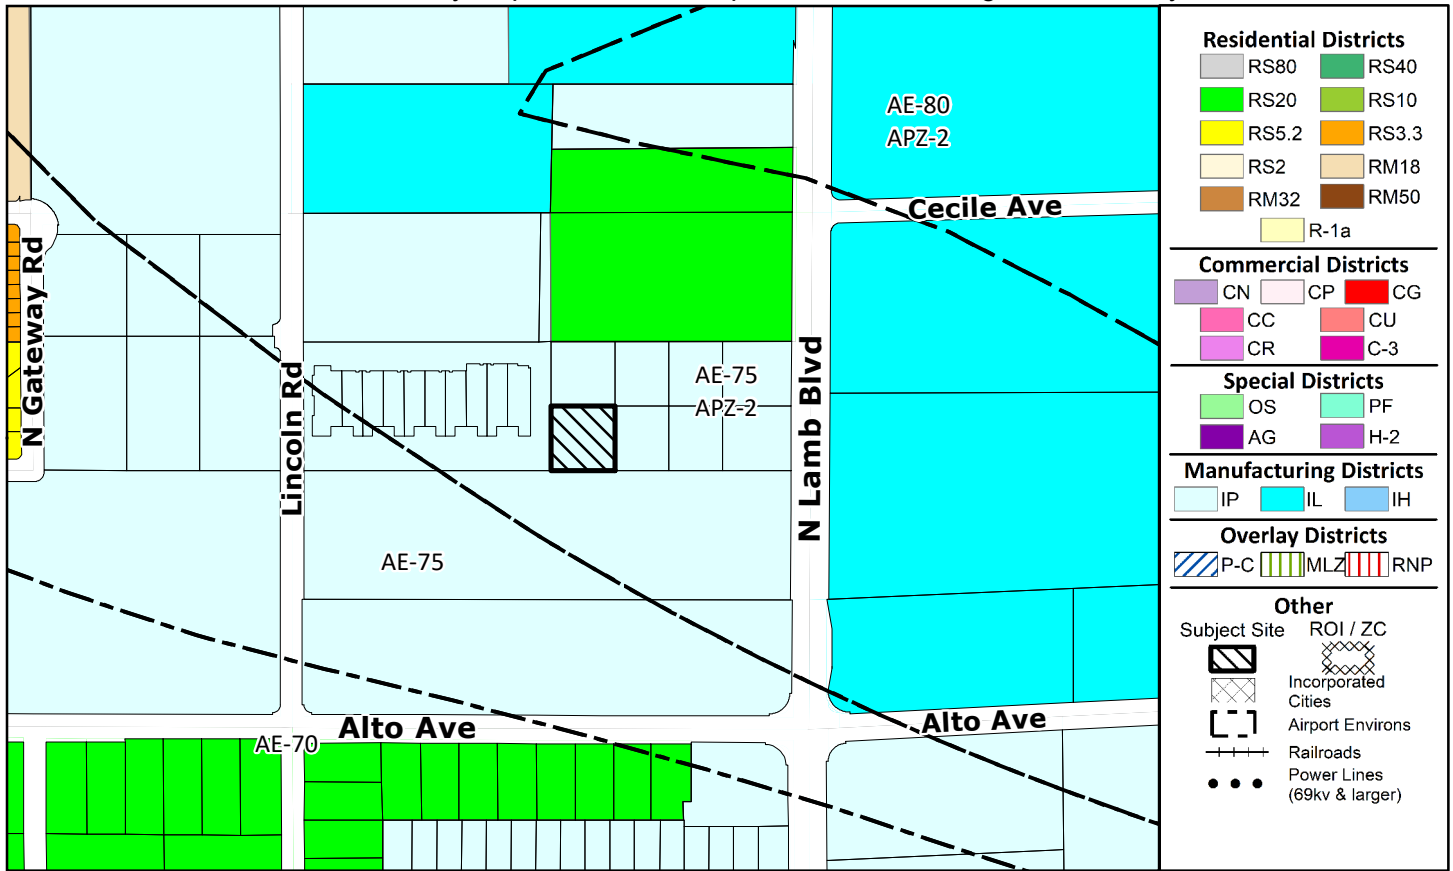 AE-80
APZ-2
Cecile Ave
N Gateway Rd
Lincoln Rd
N Lamb Blvd
AE-75
APZ-2
AE-75
Alto Ave
Alto Ave
AE-70
Residential Districts
RS80 RS40
RS20 RS10
RS5.2 RS3.3
RS2 RM18
RM32 RM50
R-1a
Commercial Districts
CN CP CG
CC CU
CR C-3
Special Districts
OS PF
AG H-2
Manufacturing Districts
IP IL IH
Overlay Districts
P-C MLZ RNP
Other
Subject Site ROI / ZC
Incorporated
Cities
Airport Environs
Railroads
Power Lines
(69kv & larger)